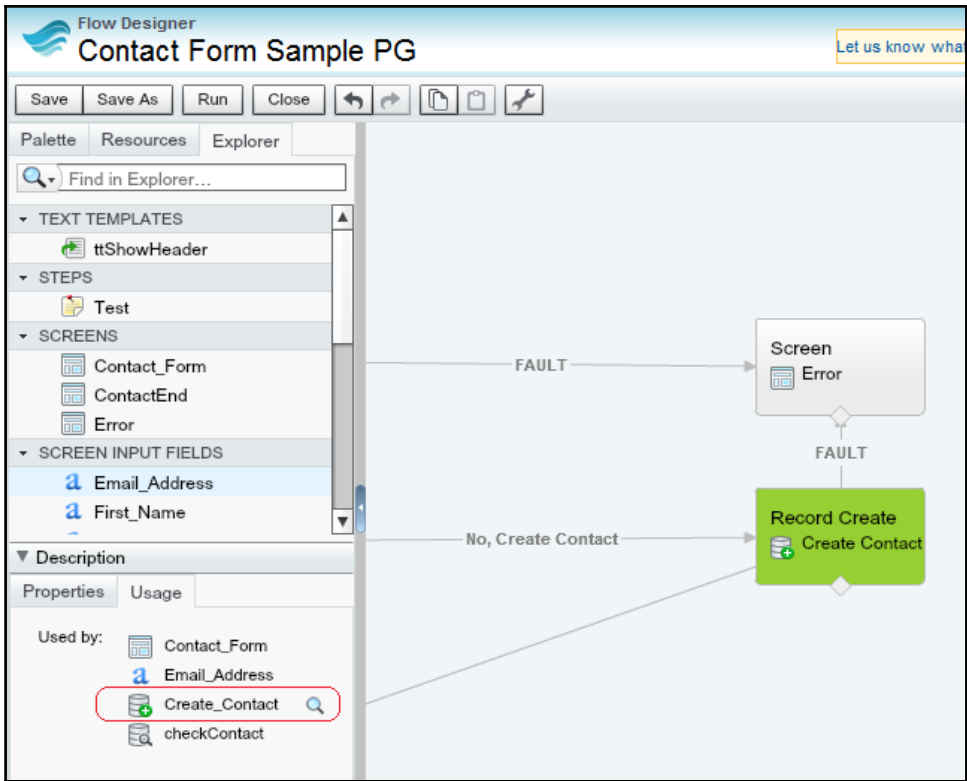 Flow Designer
Contact Form Sample PG
Let us know what
Save Save As Run Close
Palette Resources Explorer
Find in Explorer...
TEXT TEMPLATES
ttShowHeader
STEPS
Test
SCREENS
Contact_Form
ContactEnd
Error
SCREEN INPUT FIELDS
a Email_Address
a First_Name
Description
Properties Usage
Used by:
Contact_Form
a Email_Address
Create_Contact
checkContact
FAULT
Screen
Error
FAULT
No, Create Contact
Record Create
Create Contact